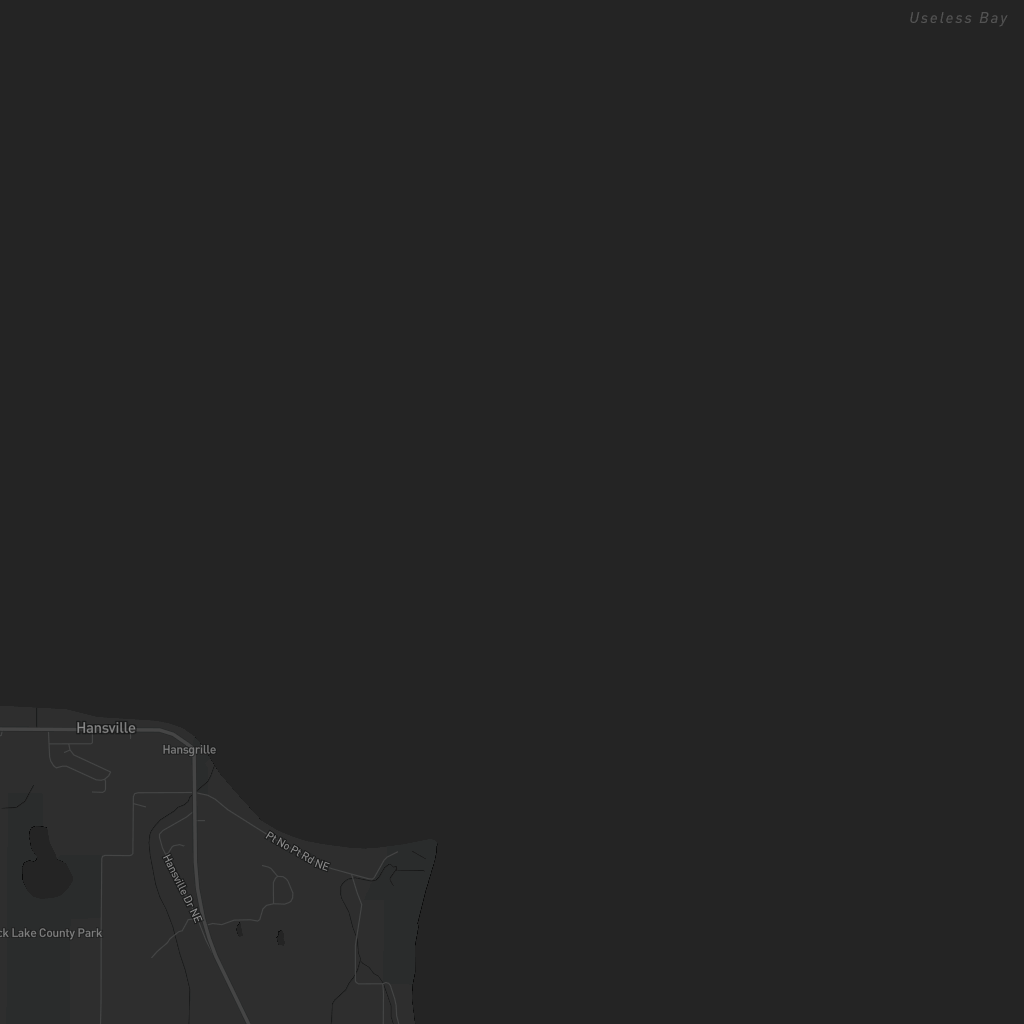 Useless Bay
Hansville
Hansgrille
Pt No Pt Rd NE
Hansville Dr NE
ck Lake County Park